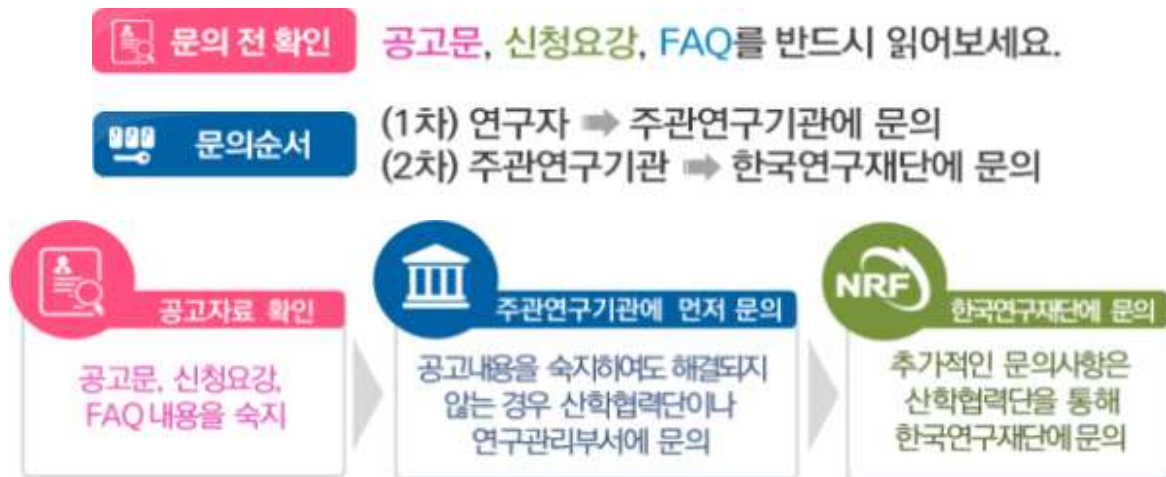 문의 전 확인
공고문, 신청요강, FAQ를 반드시 읽어보세요.
문의순서
(1차) 연구자 ➡ 주관연구기관에 문의
(2차) 주관연구기관 ➡ 한국연구재단에 문의
공고자료 확인
공고문, 신청요강,
FAQ 내용을 숙지
주관연구기관에 먼저 문의
공고내용을 숙지하여도 해결되지
않는 경우 산학협력단이나
연구관리부서에 문의
NRF
한국연구재단에 문의
추가적인 문의사항은
산학협력단을 통해
한국연구재단에 문의